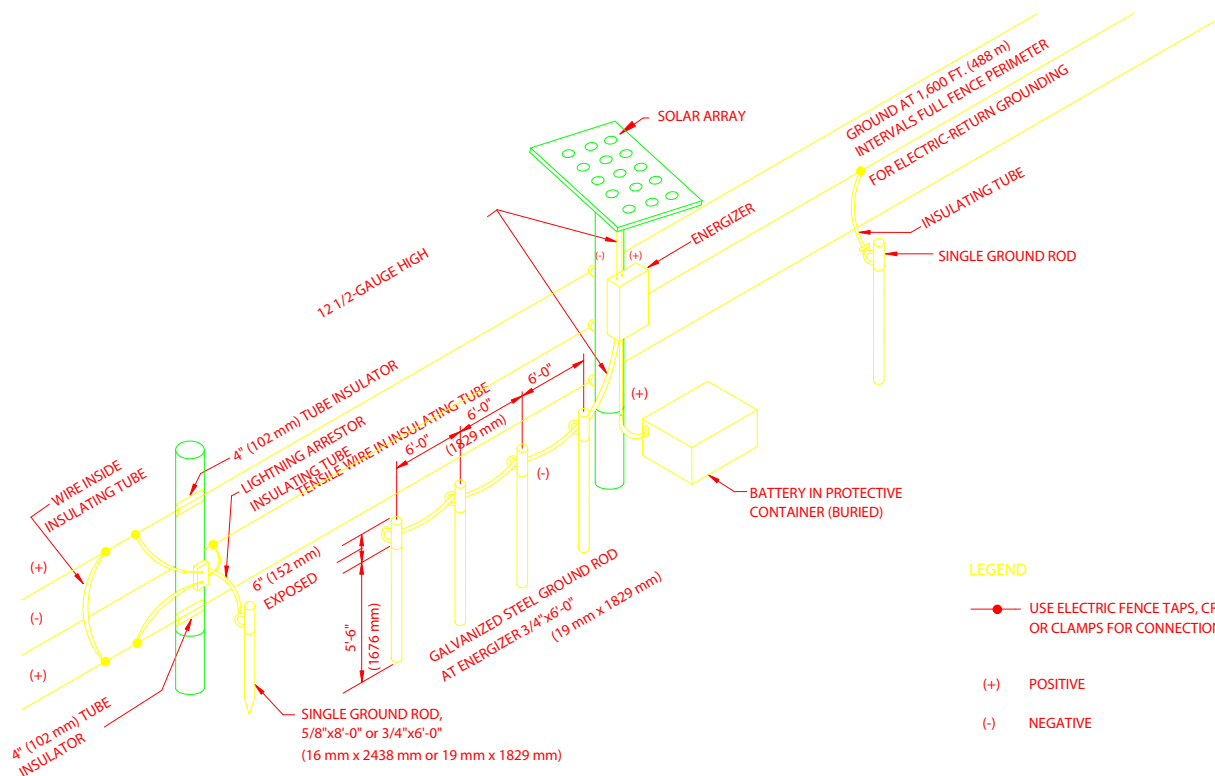 GROUND AT 1,600 FT. (488 m)
INTERVALS FULL FENCE PERIMETER
FOR ELECTRIC-RETURN GROUNDING
SOLAR ARRAY
INSULATING TUBE
ENERGIZER
SINGLE GROUND ROD
(-)
(+)
12 1/2-GAUGE HIGH
4" (102 mm) TUBE INSULATOR
LIGHTNING ARRESTOR
INSULATING TUBE
TENSILE WIRE IN INSULATING TUBE
6'-0"
6'-0"
6'-0"
(1829 mm)
(+)
(-)
WIRE INSIDE
INSULATING TUBE
BATTERY IN PROTECTIVE
CONTAINER (BURIED)
(+)
(-)
(+)
6" (152 mm)
EXPOSED
5'-6"
(1676 mm)
GALVANIZED STEEL GROUND ROD
AT ENERGIZER 3/4"x6'-0"
(19 mm x 1829 mm)
4" (102 mm) TUBE
INSULATOR
SINGLE GROUND ROD,
5/8"x8'-0" or 3/4"x6'-0"
(16 mm x 2438 mm or 19 mm x 1829 mm)
LEGEND
USE ELECTRIC FENCE TAPS, CR
OR CLAMPS FOR CONNECTION
(+) POSITIVE
(-) NEGATIVE